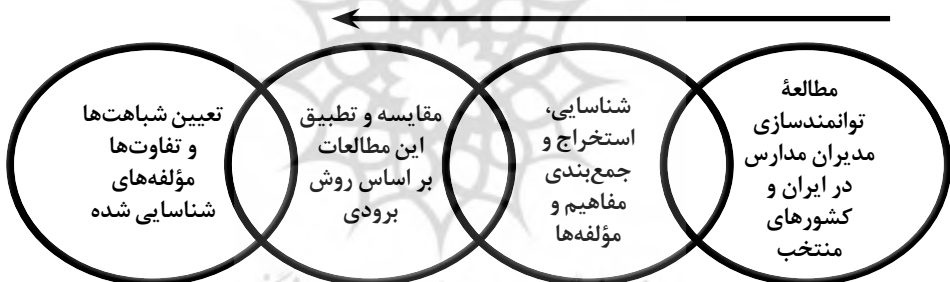 مطالعهٔ
توانمندسازی
مدیران مدارس
در ایران و
کشورهای
منتخب
شناسایی،
استخراج و
جمع‌بندی
مفاهیم و
مؤلفه‌ها
مقایسه و تطبیق
این مطالعات
بر اساس روش
برودی
تعیین شباهت‌ها
و تفاوت‌ها
مؤلفه‌های
شناسایی شده